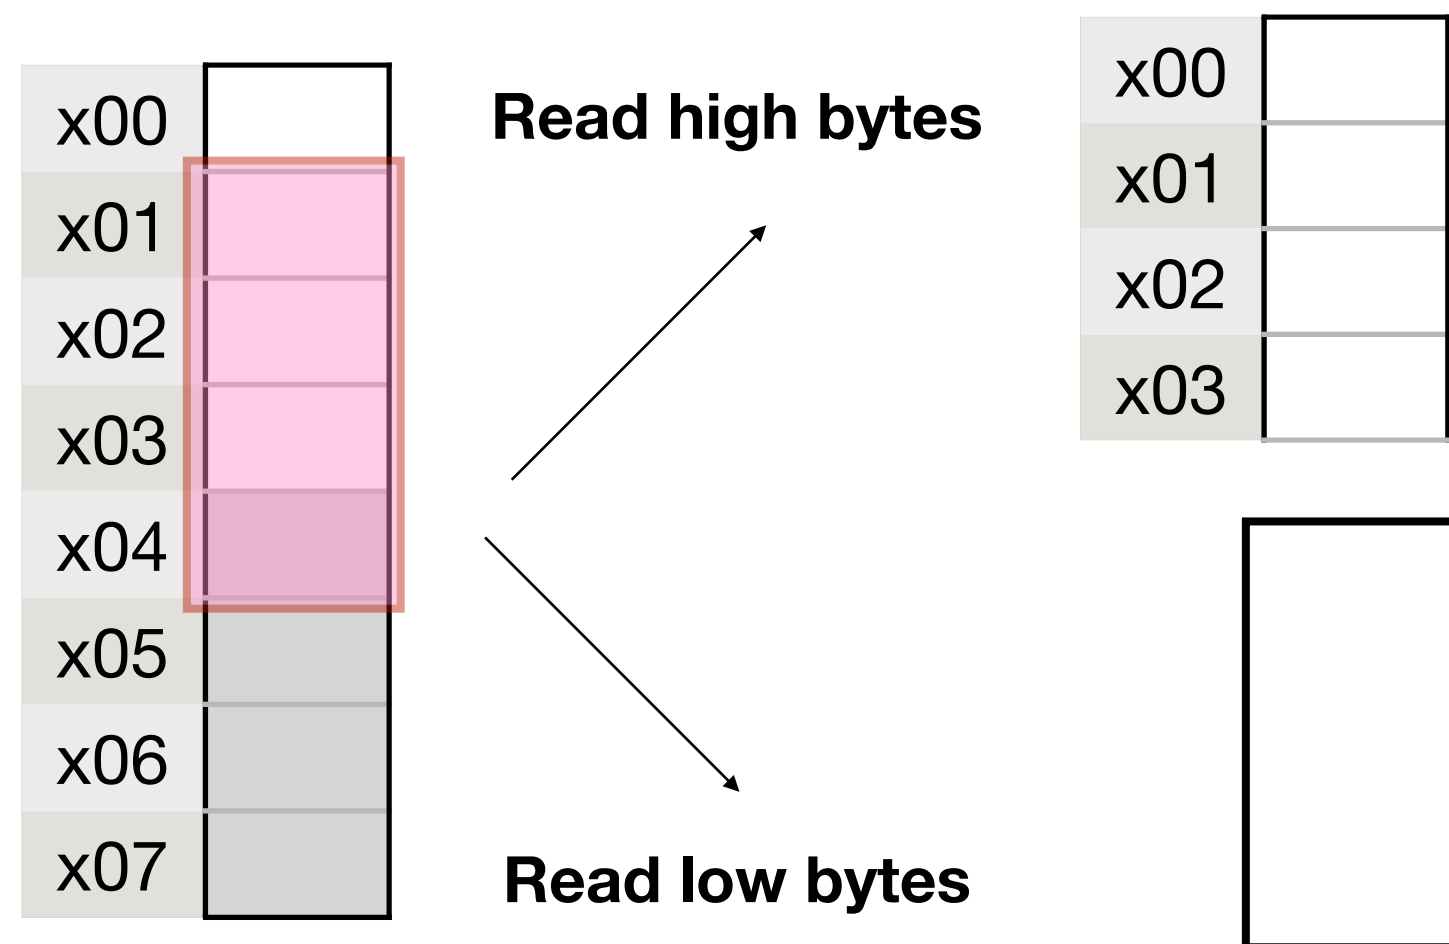 x00
x01
x02
x03
x04
x05
x06
x07
Read high bytes
Read low bytes
x00
x01
x02
x03